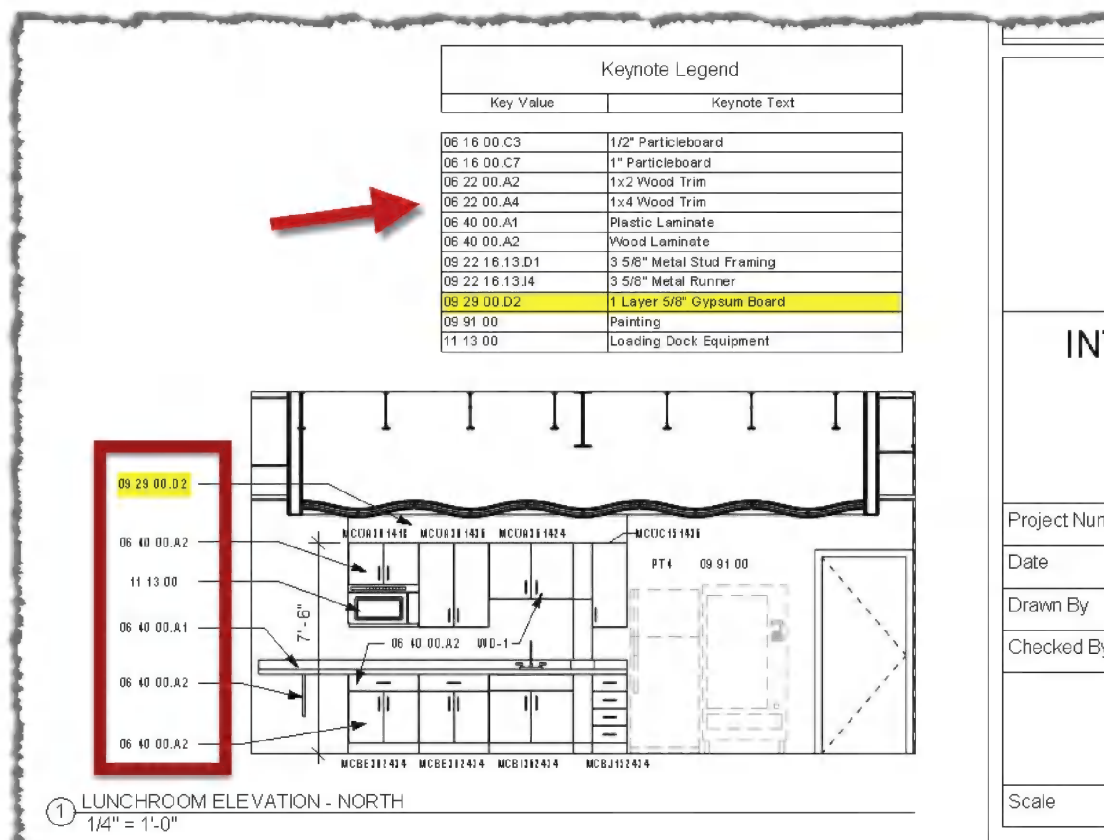 Keynote Legend
Key Value Keynote Text
06 16 00.C3 1/2" Particleboard
06 16 00.C7 1" Particleboard
06 22 00.A2 1x2 Wood Trim
06 22 00.A4 1x4 Wood Trim
06 40 00.A1 Plastic Laminate
06 40 00.A2 Wood Laminate
09 22 16.13.D1 3 5/8" Metal Stud Framing
09 22 16.13.I4 3 5/8" Metal Runner
09 29 00.D2 1 Layer 5/8" Gypsum Board
09 91 00 Painting
11 13 00 Loading Dock Equipment
09 29 00.D2
06 40 00.A2
11 13 00
06 40 00.A1
06 40 00.A2
06 40 00.A2
MCUC151436
PT4 09 91 00
7'-6"
06 40 00.A2 WD-1
MCBE302434 MCBE302434 MCBI362434 MCBJ152434
1 LUNCHROOM ELEVATION - NORTH
1/4" = 1'-0"
INT
Project Num
Date
Drawn By
Checked By
Scale